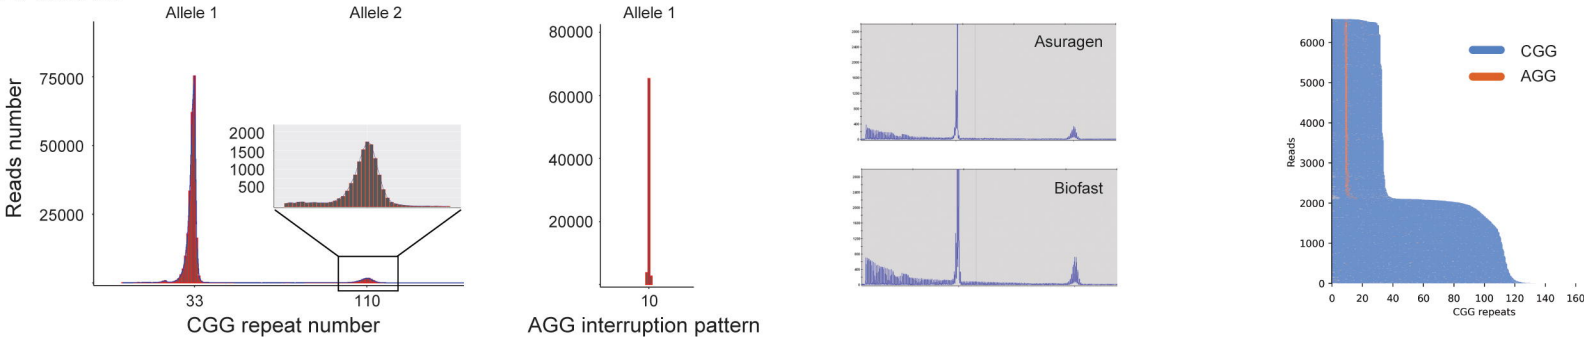 Allele 1
Allele 2
Reads number
75000
50000
25000
2000
1500
1000
500
33
110
CGG repeat number
Allele 1
80000
60000
40000
20000
10
AGG interruption pattern
Asuragen
Biofast
Reads
6000
5000
4000
3000
2000
1000
0
0 20 40 60 80 100 120 140 160
CGG repeats
CGG
AGG